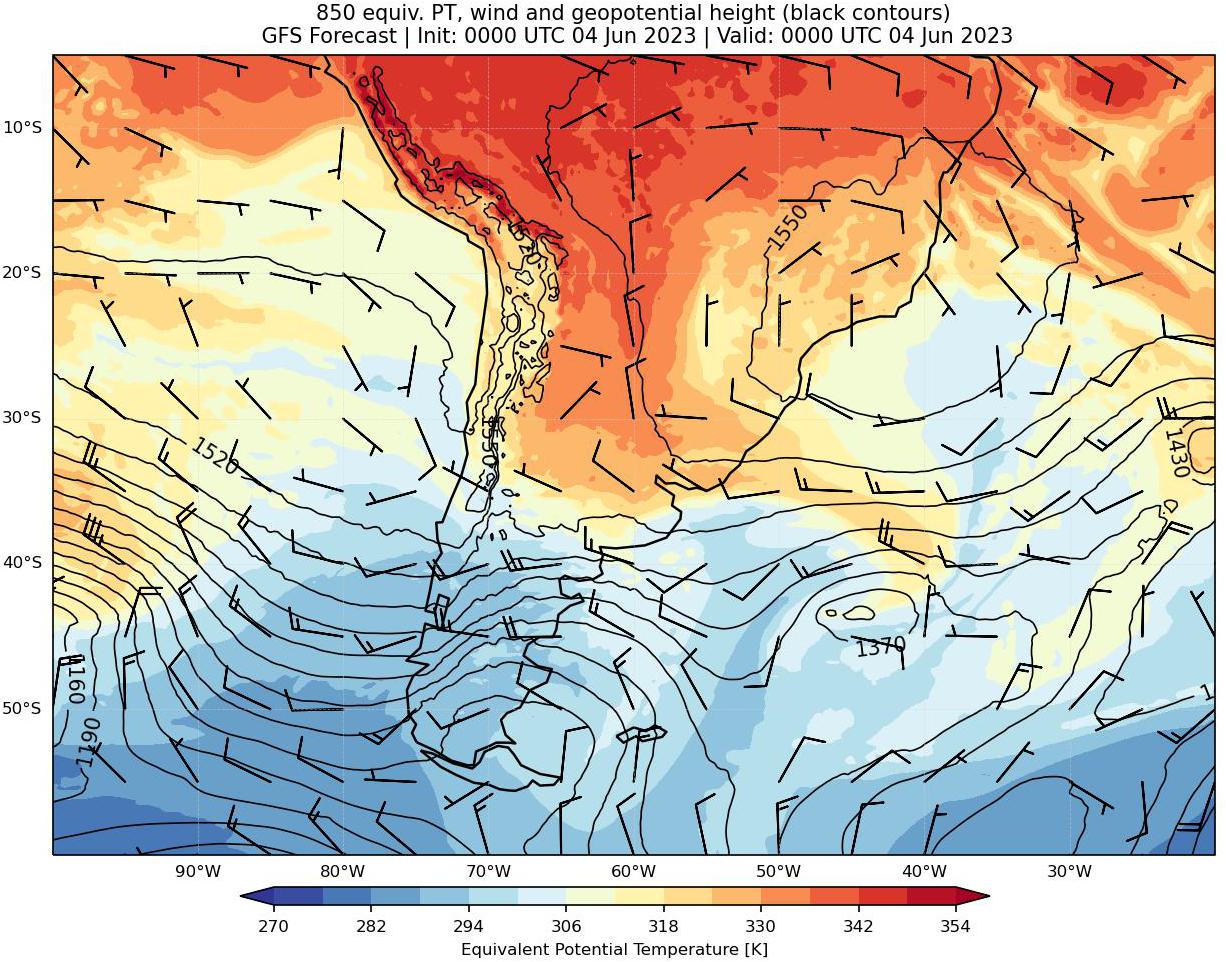 850 equiv. PT, wind and geopotential height (black contours)
GFS Forecast | Init: 0000 UTC 04 Jun 2023 | Valid: 0000 UTC 04 Jun 2023
10°S
20°S
30°S
40°S
50°S
1520
1550
1550
1520
1430
1370
1160
1190
1
90°W
80°W
70°W
60°W
50°W
40°W
30°W
270
282
294
306
318
330
342
354
Equivalent Potential Temperature [K]